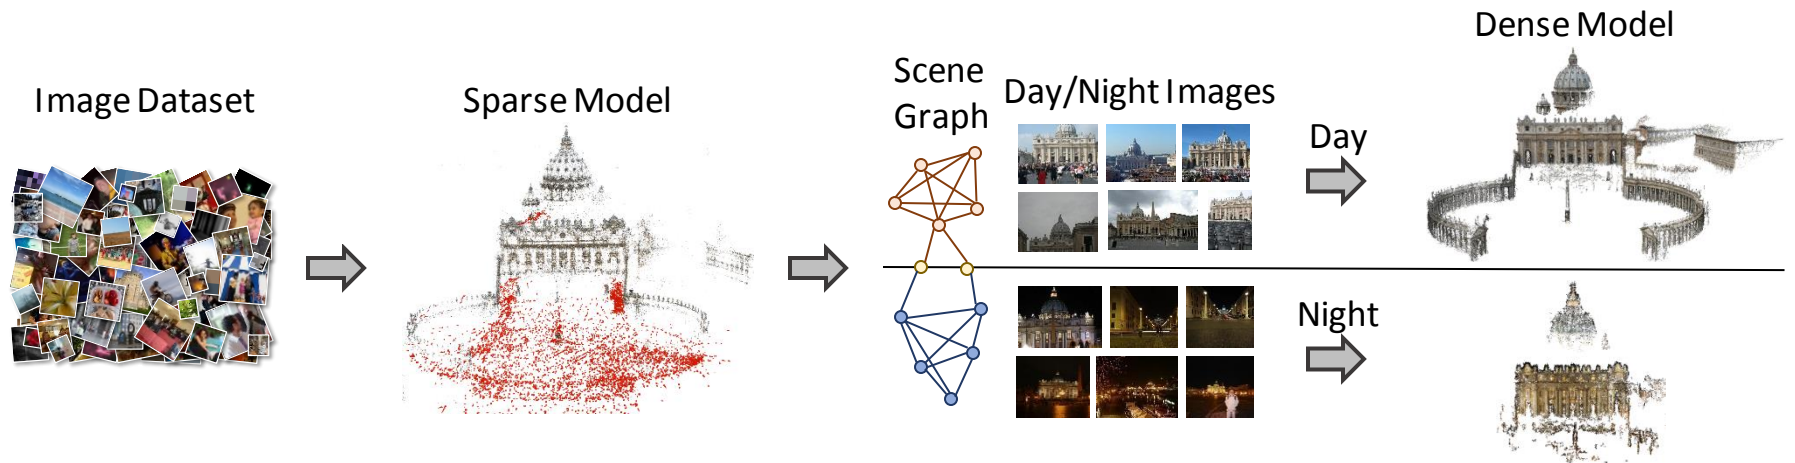 Image Dataset
Sparse Model
Scene
Graph
Day/Night Images
Day
Night
Dense Model